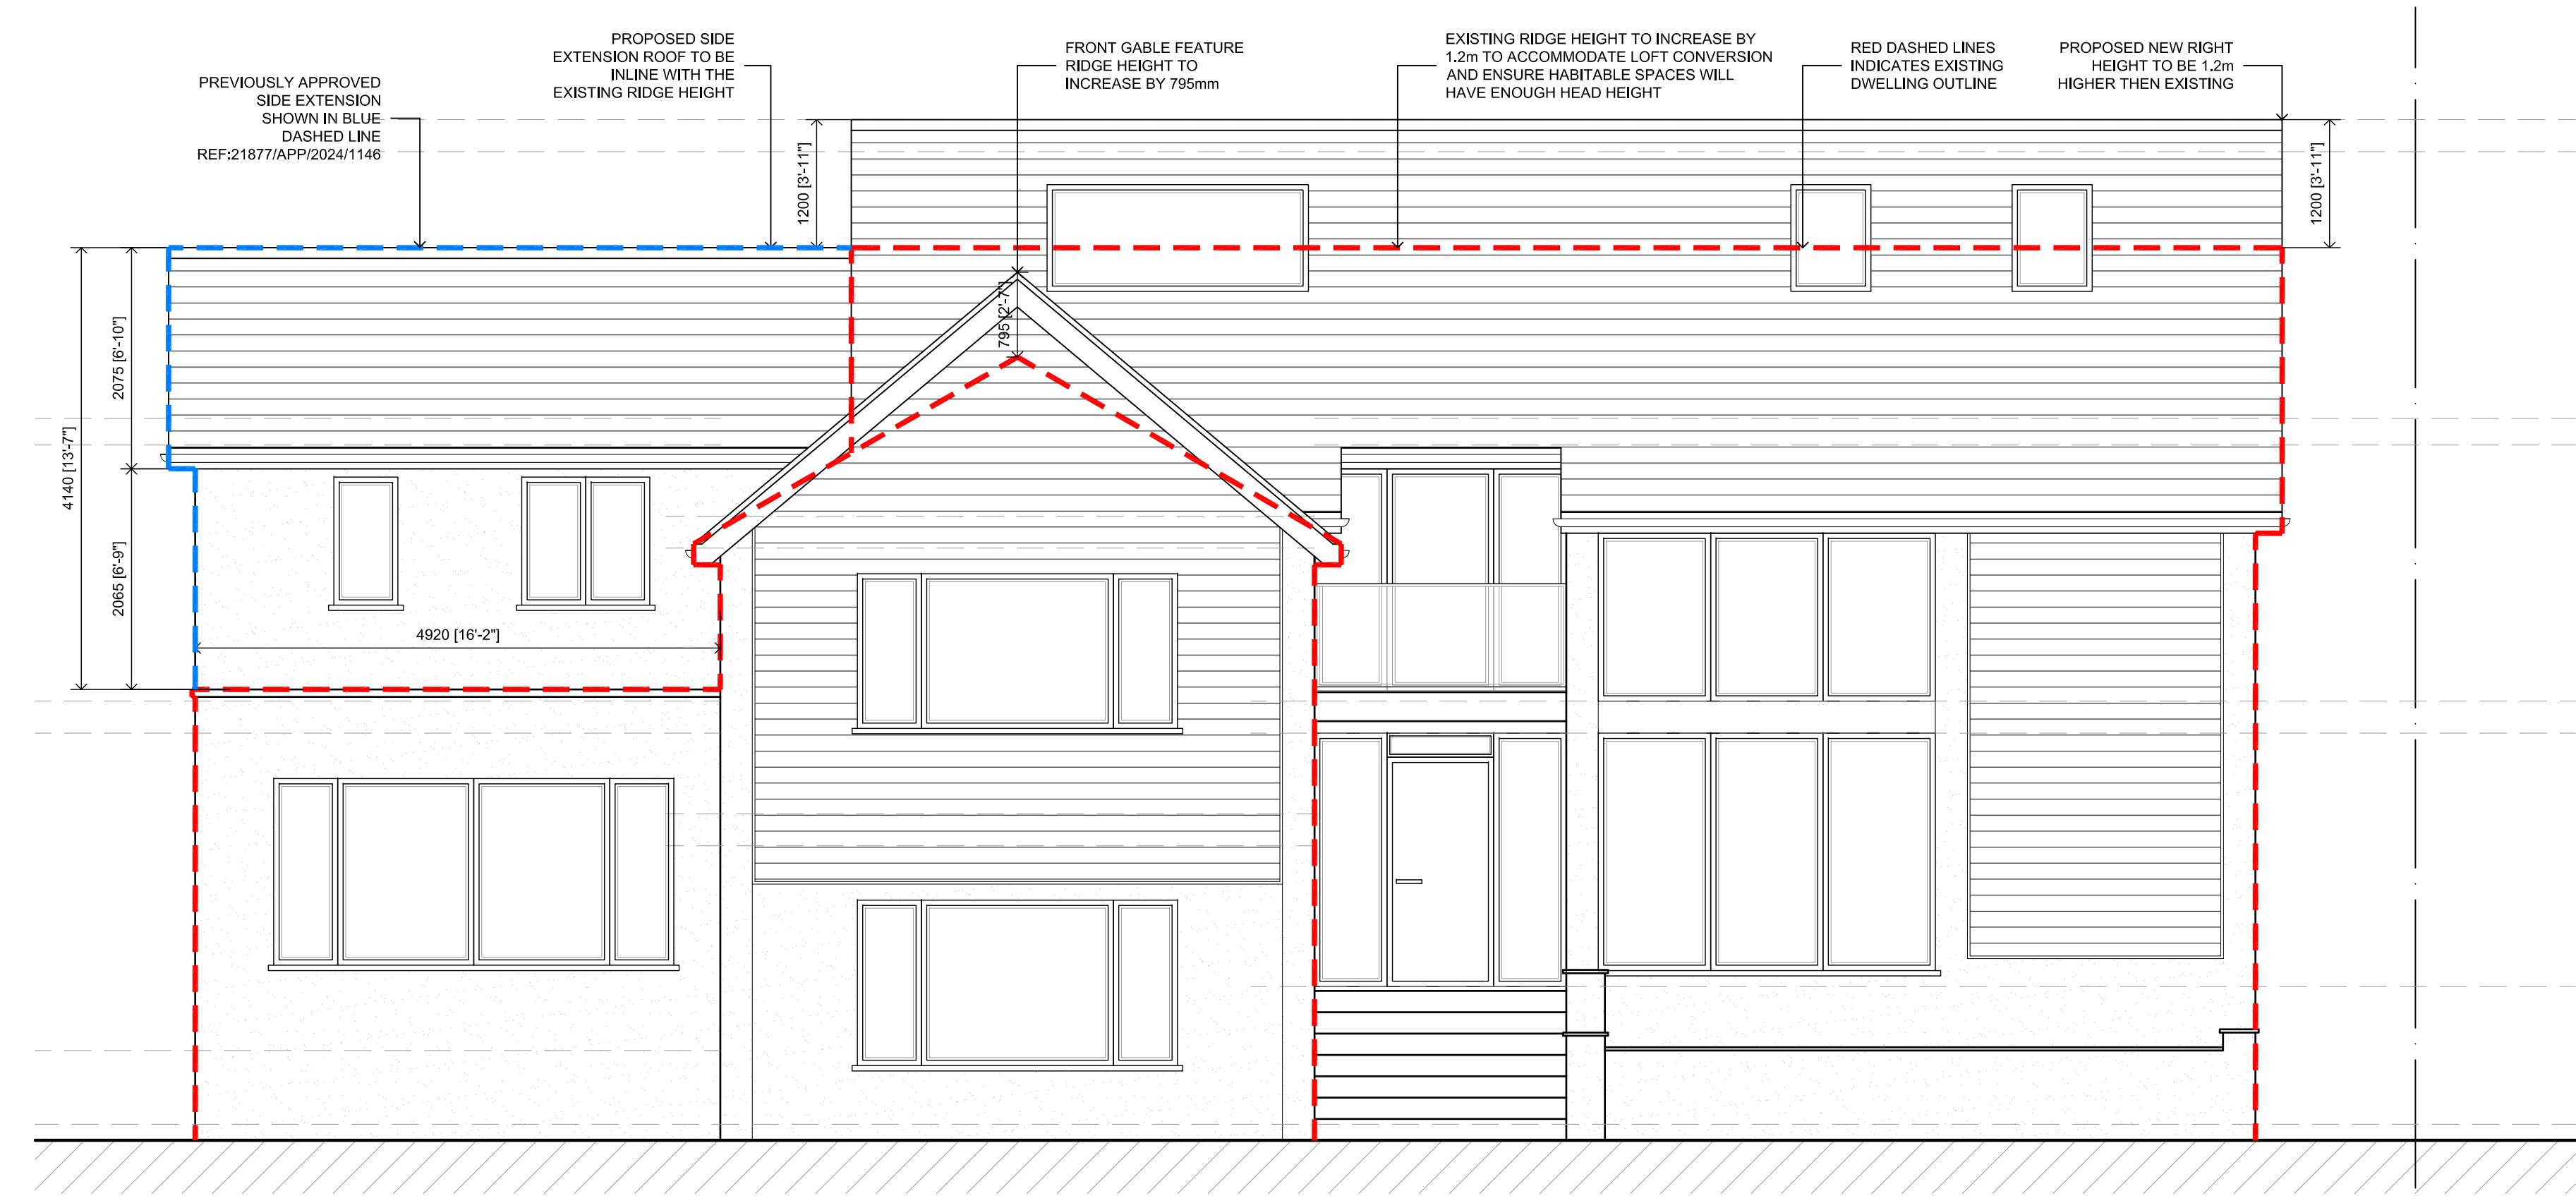 PREVIOUSLY APPROVED
SIDE EXTENSION
SHOWN IN BLUE
DASHED LINE
REF:21877/APP/2024/1146
PROPOSED SIDE
EXTENSION ROOF TO BE
INLINE WITH THE
EXISTING RIDGE HEIGHT
FRONT GABLE FEATURE
RIDGE HEIGHT TO
INCREASE BY 795mm
EXISTING RIDGE HEIGHT TO INCREASE BY
1.2m TO ACCOMMODATE LOFT CONVERSION
AND ENSURE HABITABLE SPACES WILL
HAVE ENOUGH HEAD HEIGHT
RED DASHED LINES
INDICATES EXISTING
DWELLING OUTLINE
PROPOSED NEW RIGHT
HEIGHT TO BE 1.2m
HIGHER THEN EXISTING
1200 [3'-11"]
1200 [3'-11"]
795 [2'-7"]
2075 [6'-10"]
4140 [13'-7"]
2065 [6'-9"]
4920 [16'-2"]